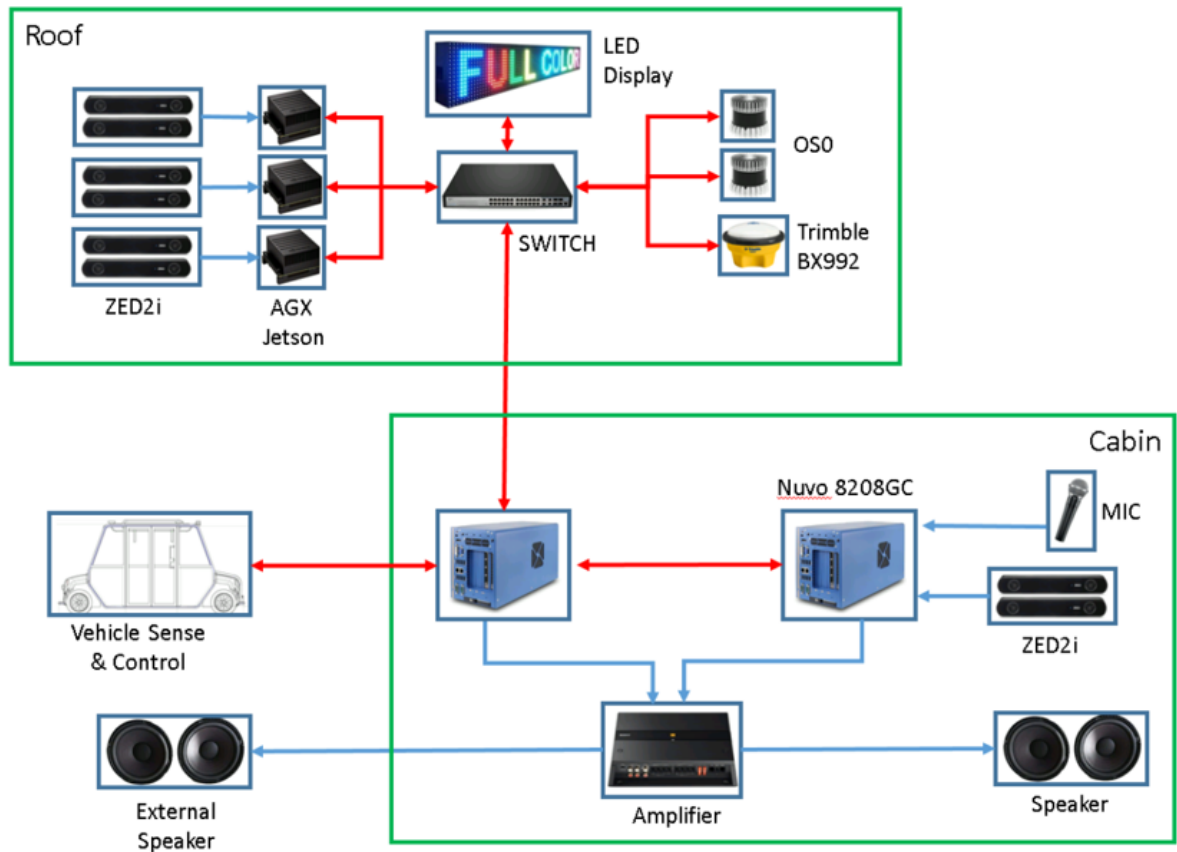 Roof
FULL COLOR
LED
Display
OS0
SWITCH
Trimble
BX992
ZED2i
AGX
Jetson
Cabin
Nuvo 8208GC
MIC
Vehicle Sense
& Control
ZED2i
External
Speaker
Amplifier
Speaker